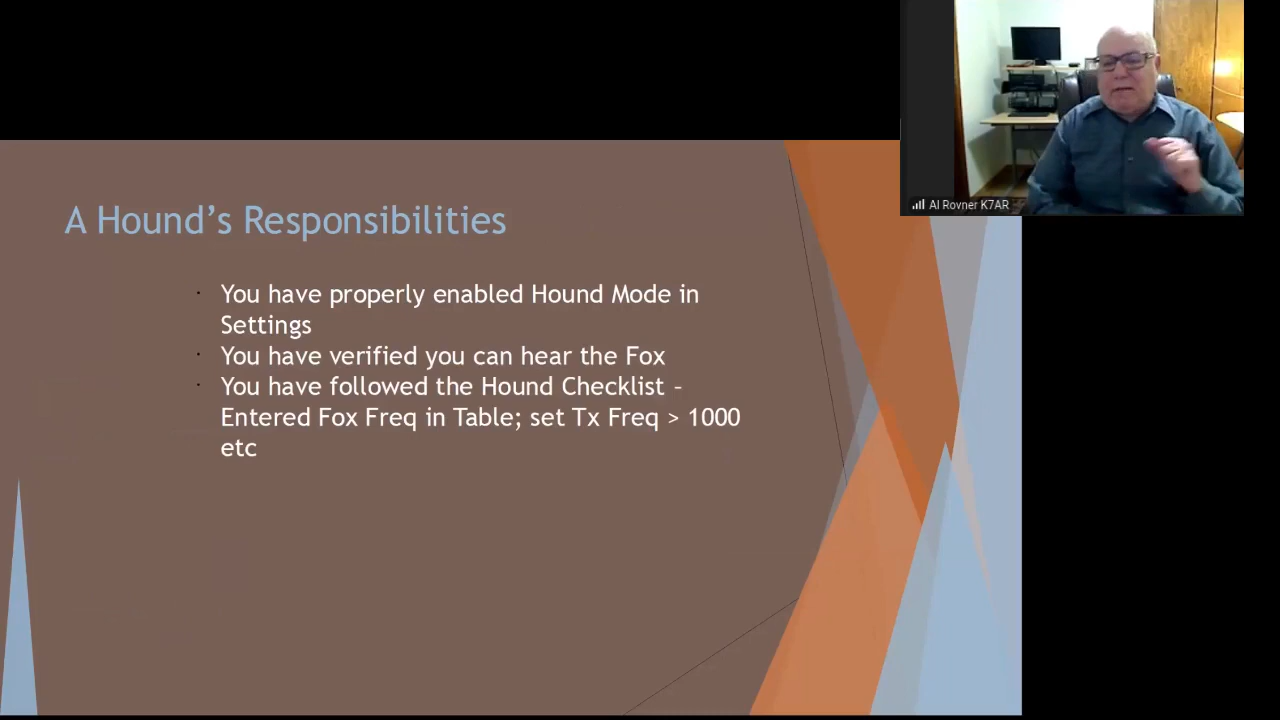 Al Rovner K7AR
A Hound’s Responsibilities
You have properly enabled Hound Mode in
Settings
You have verified you can hear the Fox
You have followed the Hound Checklist –
Entered Fox Freq in Table; set Tx Freq > 1000
etc